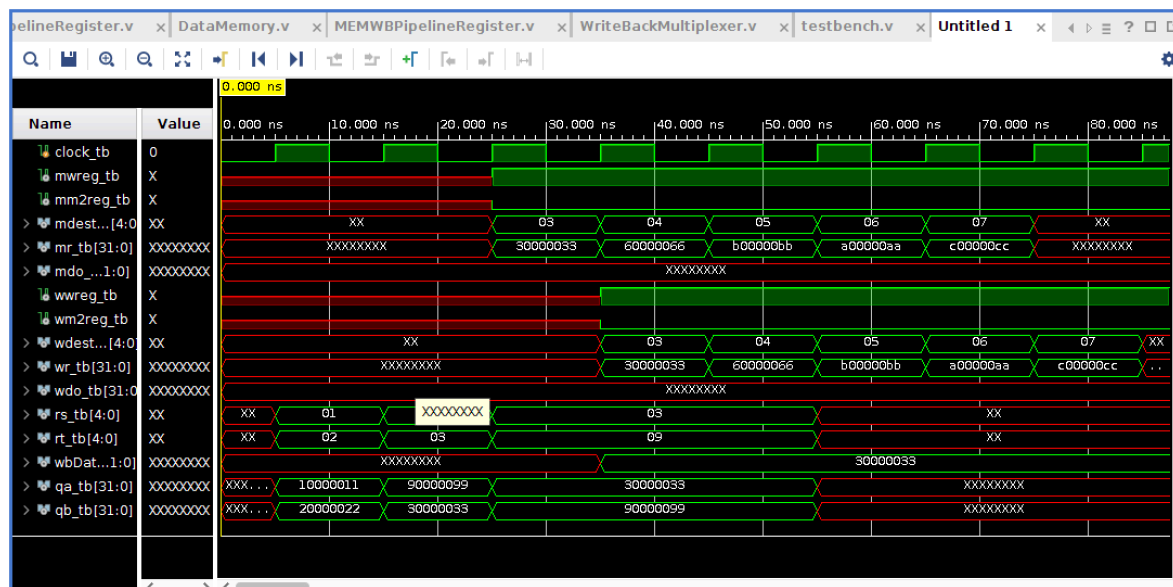 pelineRegister.v × DataMemory.v × MEMWBPipelineRegister.v × WriteBackMultiplexer.v × testbench.v × Untitled 1 × ?
0.000 ns
Name Value 0.000 ns 10.000 ns 20.000 ns 30.000 ns 40.000 ns 50.000 ns 60.000 ns 70.000 ns 80.000 ns
clock_tb 0
mwreg_tb X
mm2reg_tb X
mdest...[4:0 XX XX 03 04 05 06 07 XX
mr_tb[31:0] XXXXXXXX XXXXXXXX 30000033 60000066 b00000bb a00000aa c00000cc XXXXXXXX
mdo_...1:0] XXXXXXXX XXXXXXXX
wwreg_tb X
wm2reg_tb X
wdest...[4:0] XX XX 03 04 05 06 07 XX
wr_tb[31:0] XXXXXXXX XXXXXXXX 30000033 60000066 b00000bb a00000aa c00000cc ..
wdo_tb[31:0 XXXXXXXX XXXXXXXX
rs_tb[4:0] XX XX 01 XXXXXXXX 03 XX
rt_tb[4:0] XX XX 02 03 09 XX
wbDat...1:0] XXXXXXXX XXXXXXXX 30000033
qa_tb[31:0] XXXXXXXX XXX... 10000011 90000099 30000033 XXXXXXXX
qb_tb[31:0] XXXXXXXX XXX... 20000022 30000033 90000099 XXXXXXXX